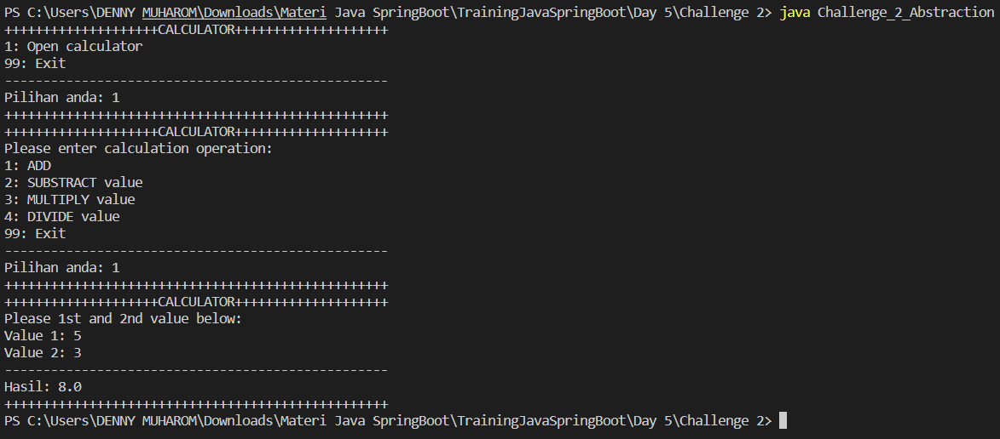 PS C:\Users\DENNY MUHAROM\Downloads\Materi Java SpringBoot\TrainingJavaSpringBoot\Day 5\Challenge 2> java Challenge_2_Abstraction
++++++++++++++++++++CALCULATOR++++++++++++++++++++
1: Open calculator
99: Exit
--------------------------------------------------
Pilihan anda: 1
++++++++++++++++++++++++++++++++++++++++++++++++++
++++++++++++++++++++CALCULATOR++++++++++++++++++++
Please enter calculation operation:
1: ADD
2: SUBSTRACT value
3: MULTIPLY value
4: DIVIDE value
99: Exit
--------------------------------------------------
Pilihan anda: 1
++++++++++++++++++++++++++++++++++++++++++++++++++
++++++++++++++++++++CALCULATOR++++++++++++++++++++
Please 1st and 2nd value below:
Value 1: 5
Value 2: 3
--------------------------------------------------
Hasil: 8.0
++++++++++++++++++++++++++++++++++++++++++++++++++
PS C:\Users\DENNY MUHAROM\Downloads\Materi Java SpringBoot\TrainingJavaSpringBoot\Day 5\Challenge 2>